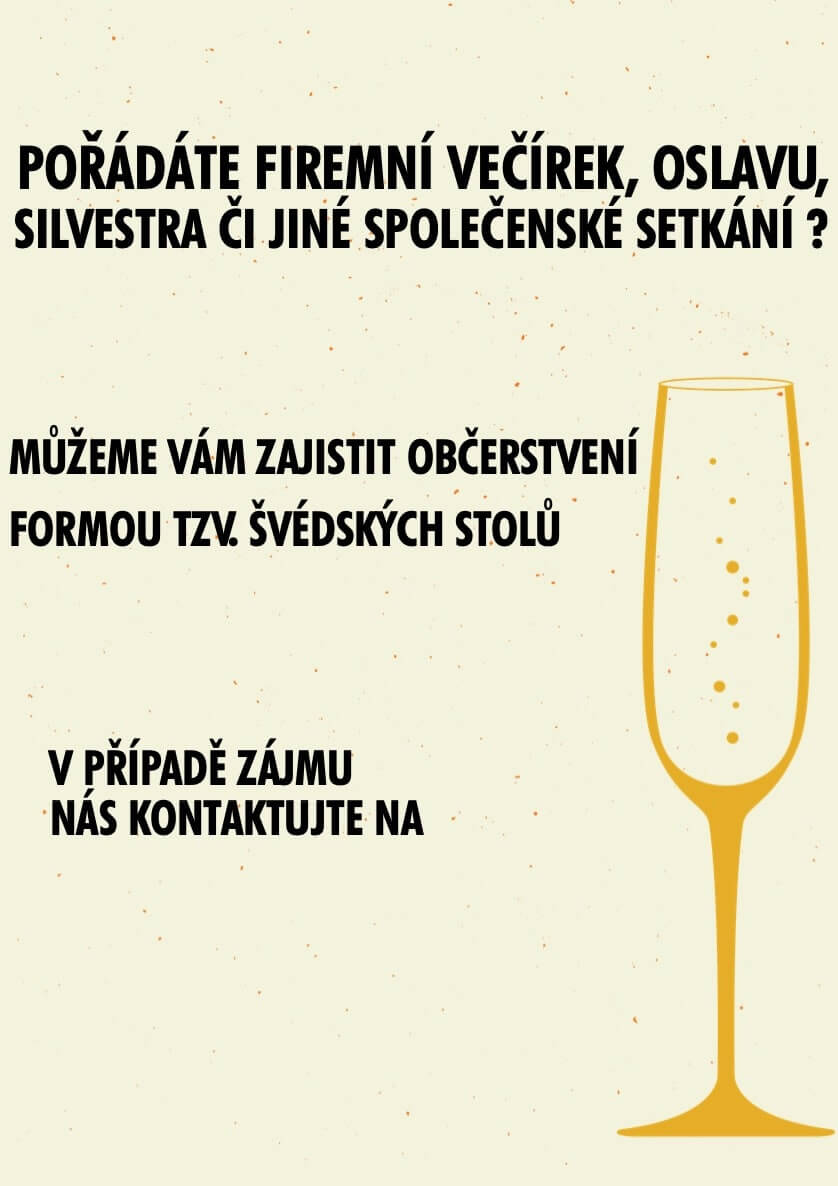 POŘÁDÁTE FIREMNÍ VEČÍREK, OSLAVU,
SILVESTRA ČI JINÉ SPOLEČENSKÉ SETKÁNÍ ?
MŮŽEME VÁM ZAJISTIT OBČERSTVENÍ
FORMOU TZV. ŠVÉDSKÝCH STOLŮ
V PŘÍPADĚ ZÁJMU
NÁS KONTAKTUJTE NA